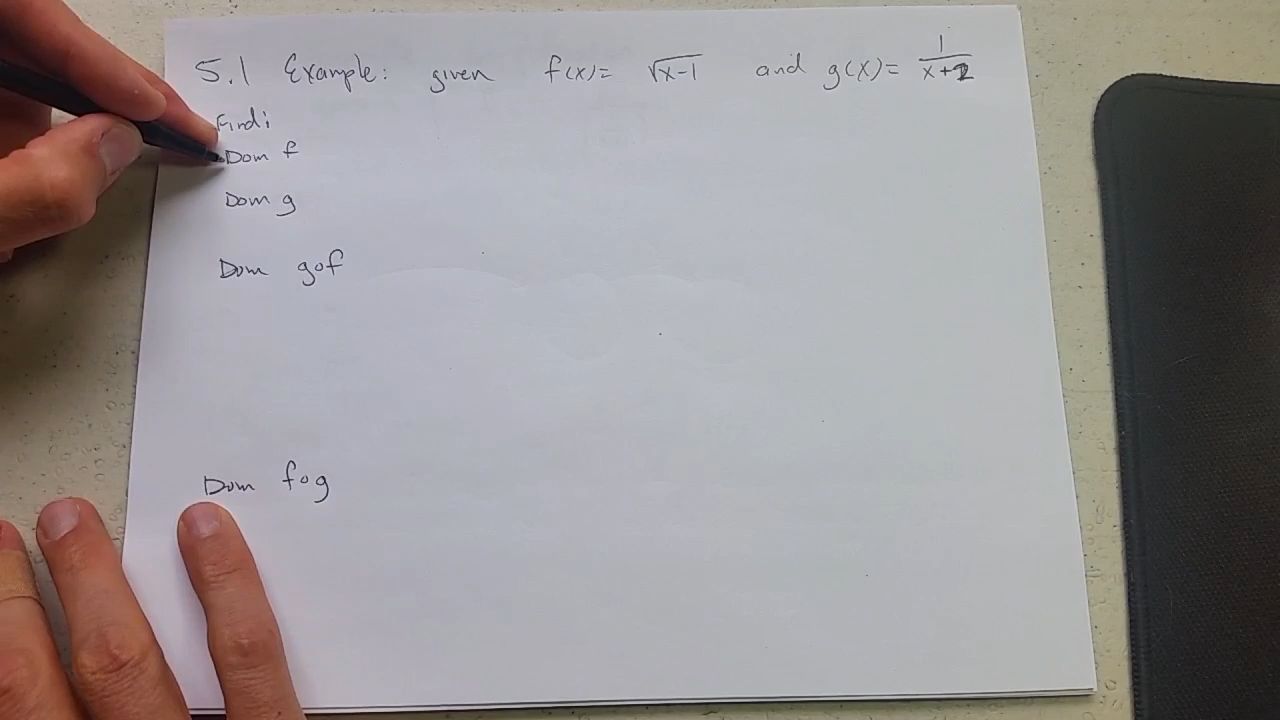 5.1 Example: given f(x)= √x-1 and g(x)= 1/x+2
Find:
Dom f
Dom g
Dom g∘f
Dom f∘g